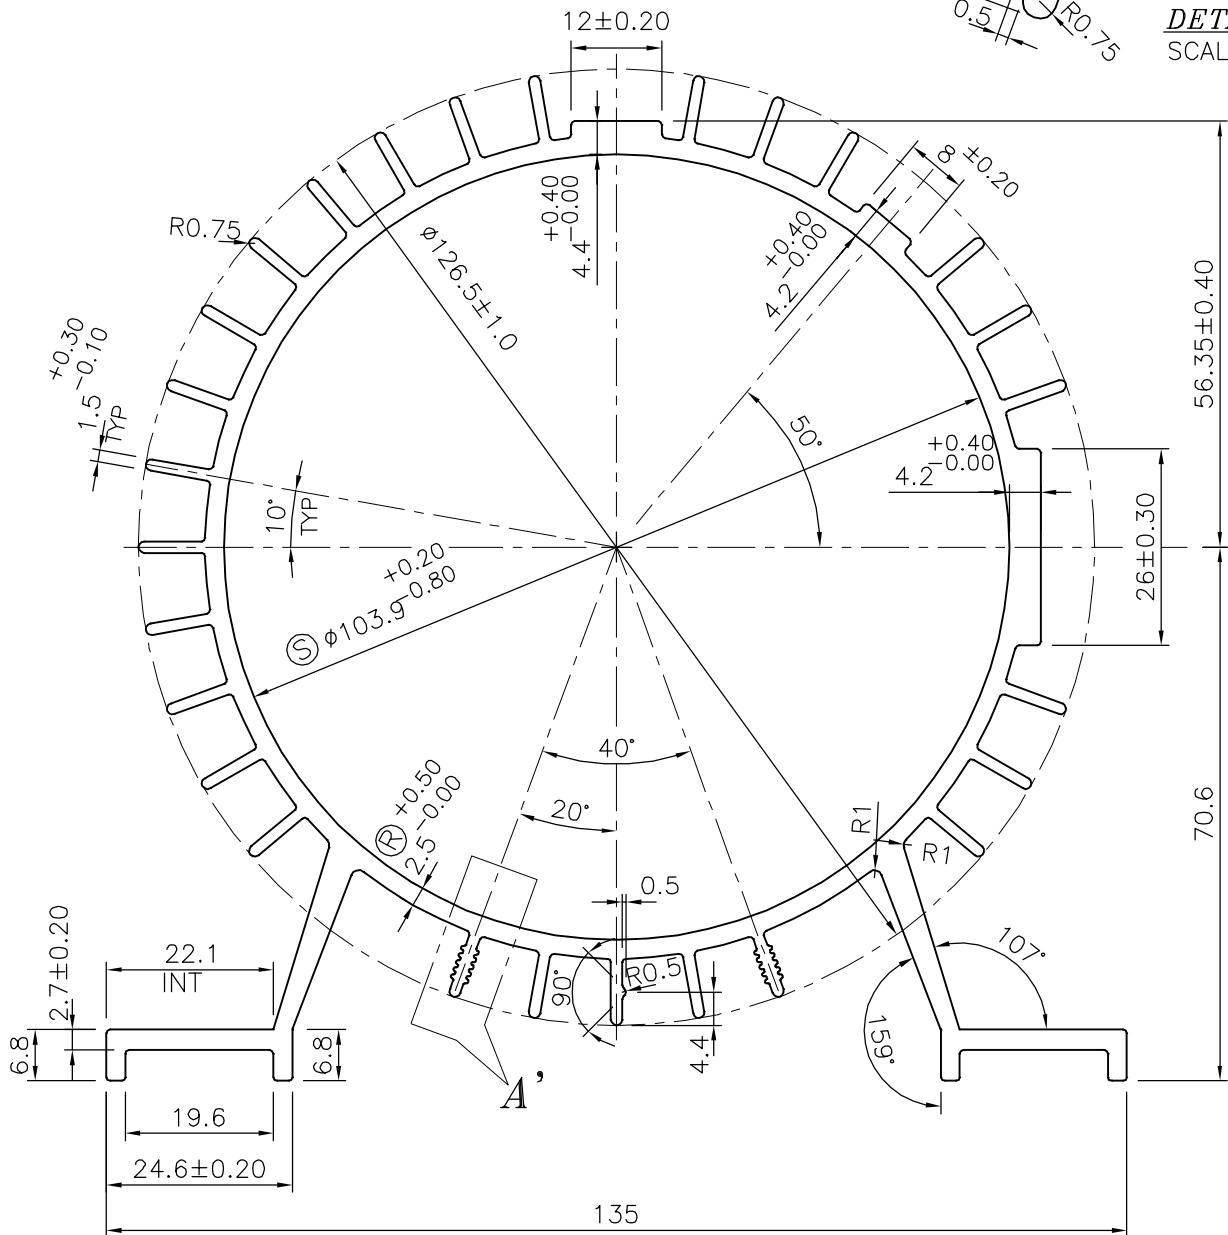 12±0.20
0.5
R0.75
DET
SCAL
8 ±0.20
R0.75
ø126.5±1.0
+0.40
-0.00
4.4
+0.40
-0.00
4.2
56.35±0.40
+0.30
1.5 -0.10
TYP
50°
+0.40
4.2 -0.00
10°
TYP
26±0.30
+0.20
S ø103.9 -0.80
40°
20°
R +0.50
2.5 -0.00
R1
R1
70.6
0.5
R0.5
90°
4.4
107°
159°
22.1
INT
2.7±0.20
6.8
6.8
A’
19.6
24.6±0.20
135